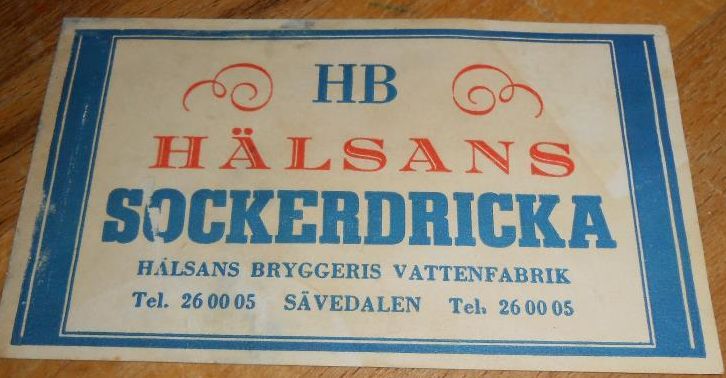 HB
HÄLSANS
SOCKERDRICKA
HÄLSANS BRYGGERIS VATTENFABRIK
Tel. 26 00 05 SÄVEDALEN Tel. 26 00 05